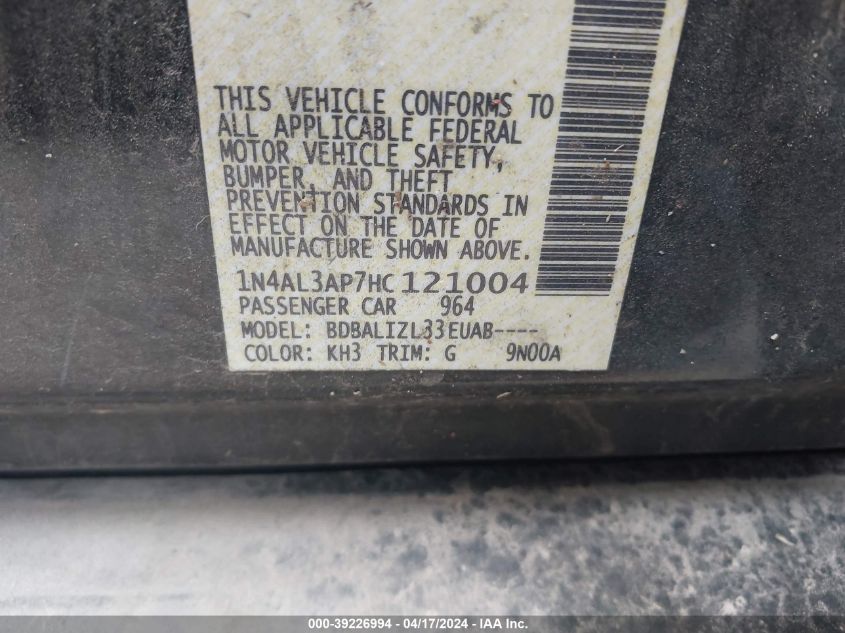 THIS VEHICLE CONFORMS TO
ALL APPLICABLE FEDERAL
MOTOR VEHICLE SAFETY,
BUMPER, AND THEFT
PREVENTION STANDARDS IN
EFFECT ON THE DATE OF
MANUFACTURE SHOWN ABOVE.
1N4AL3AP7HC121004
PASSENGER CAR 964
MODEL: BDBALIZL33EUAB----
COLOR: KH3 TRIM: G 9N00A
000-39226994 - 04/17/2024 - IAA Inc.